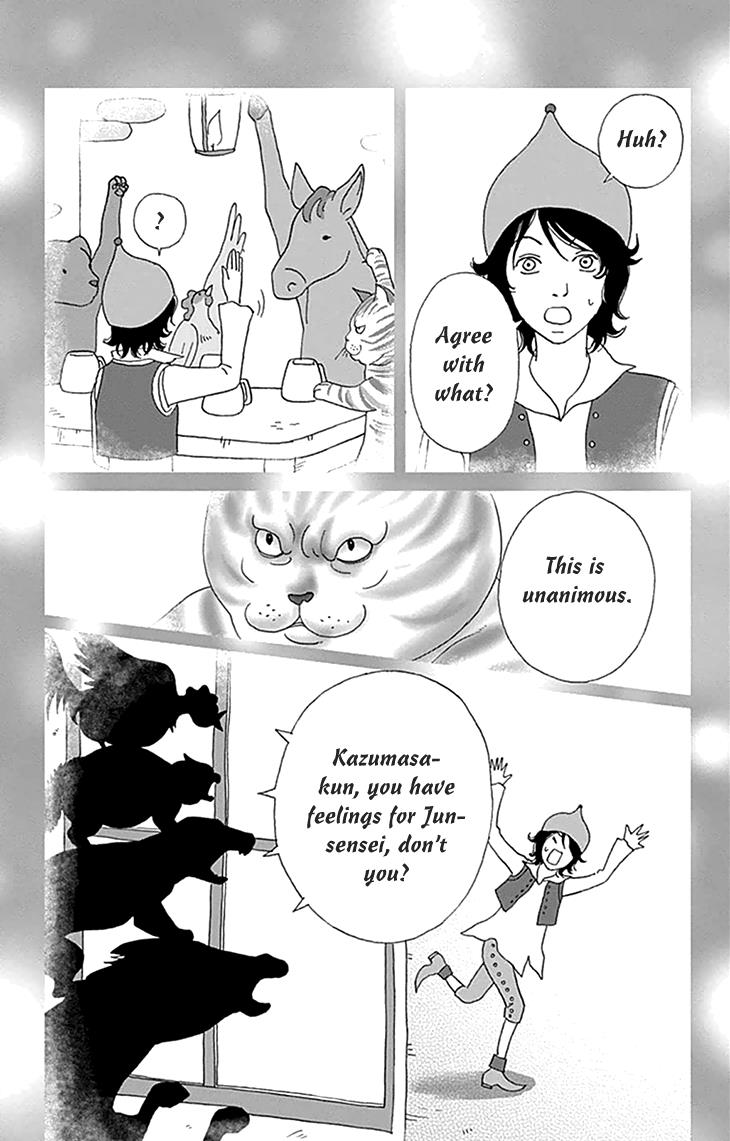 Huh?
Agree
with
what?
?
This is
unanimous.
Kazumasa-
kun, you have
feelings for Jun-
sensei, don't
you?